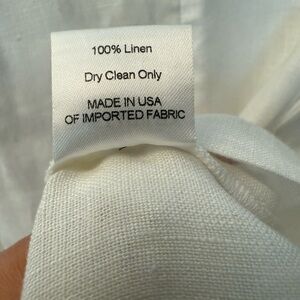 100% Linen
Dry Clean Only
MADE IN USA
OF IMPORTED FABRIC